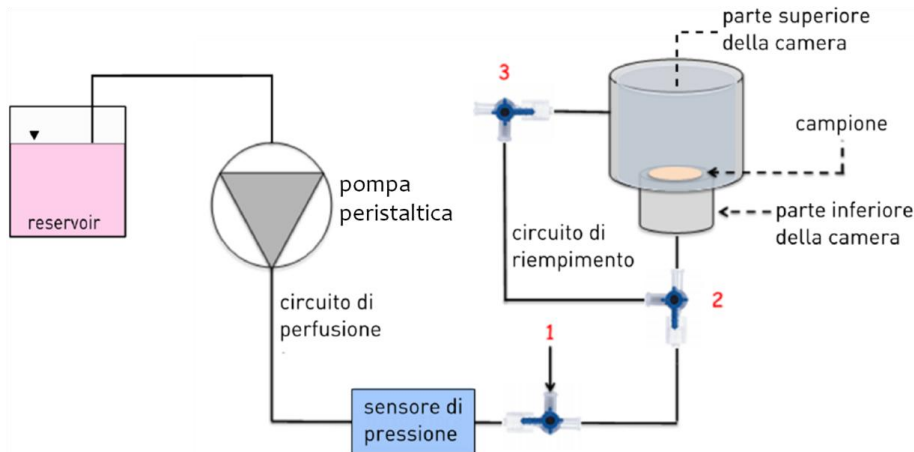 parte superiore
della camera
3
campione
reservoir
pompa
peristaltica
parte inferiore
della camera
circuito di
riempimento
circuito di
perfusione
2
1
sensore di
pressione